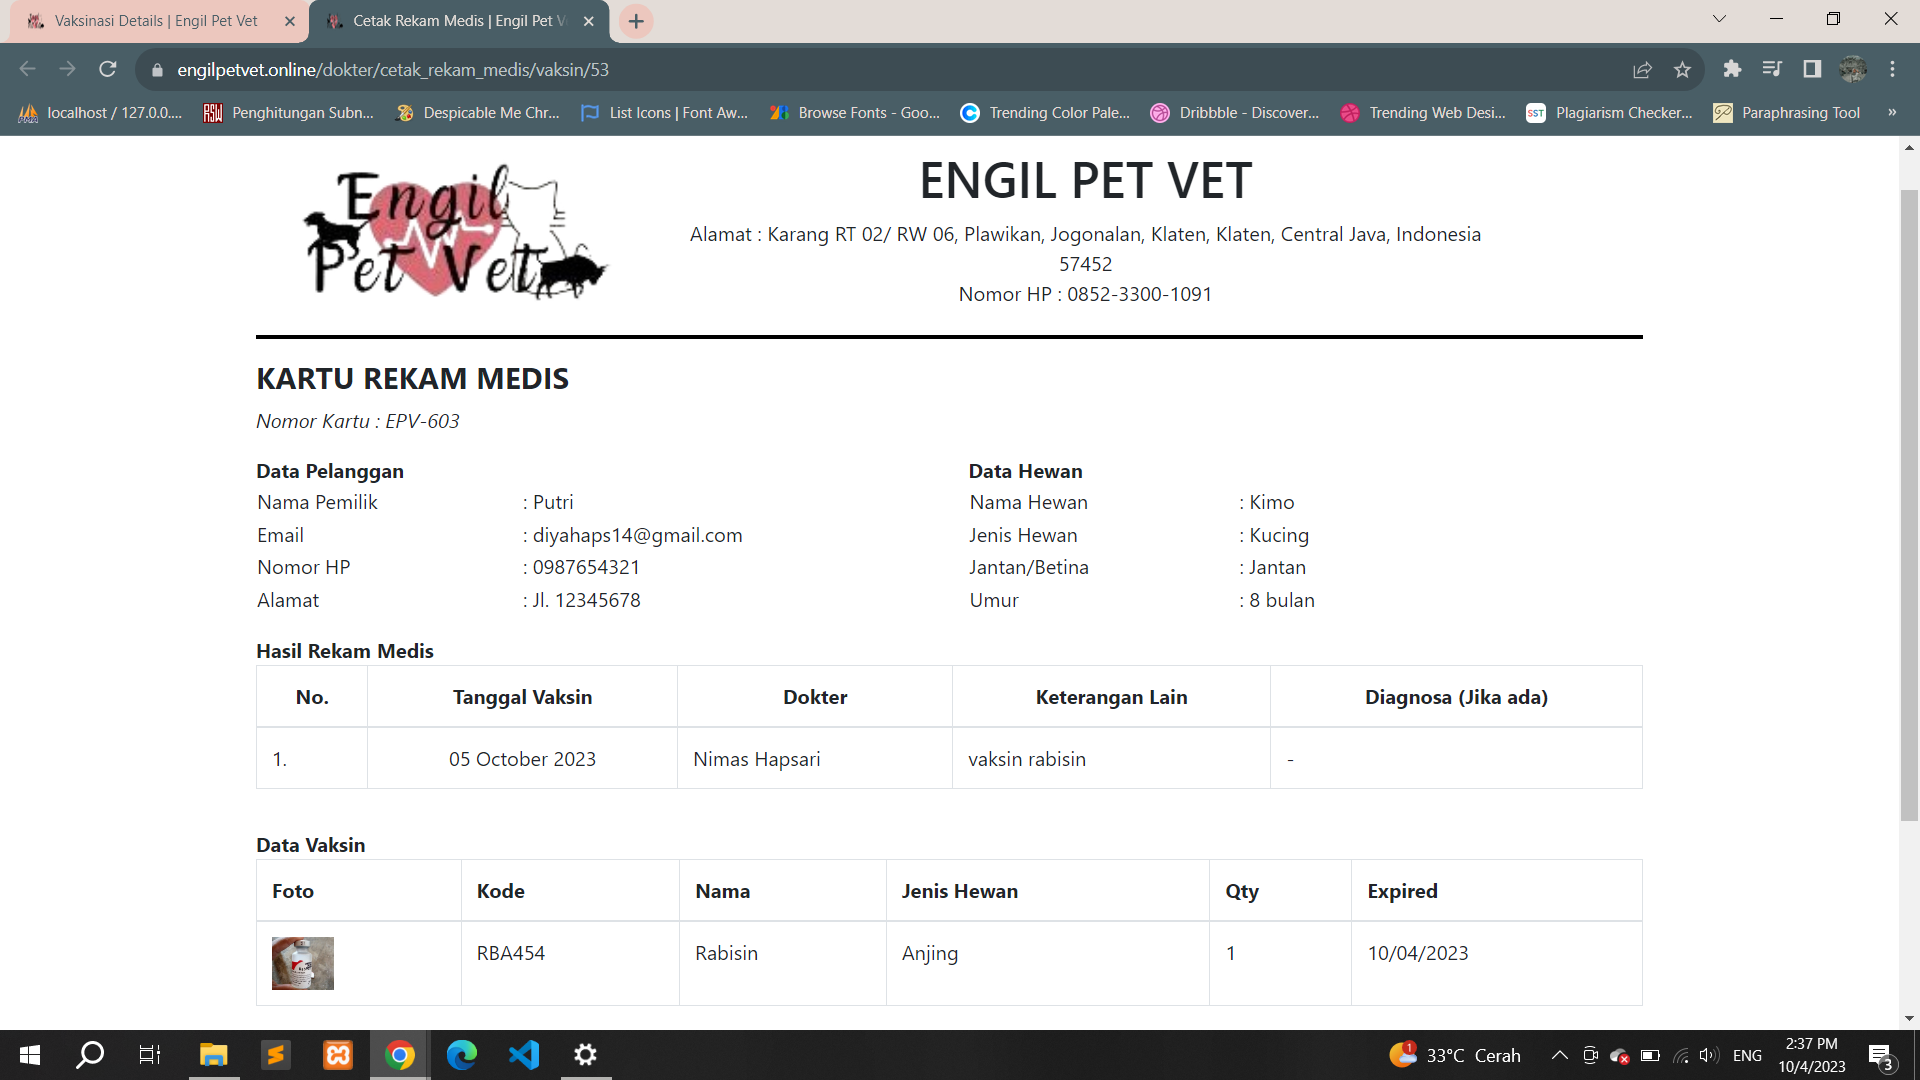 Vaksinasi Details | Engil Pet Vet
Cetak Rekam Medis | Engil Pet V
engilpetvet.online/dokter/cetak_rekam_medis/vaksin/53
localhost / 127.0.0.... Penghitungan Subn... Despicable Me Chr... List Icons | Font Aw... Browse Fonts - Goo... Trending Color Pale... Dribbble - Discover... Trending Web Desi... SST Plagiarism Checker... Paraphrasing Tool »
Engil
Pet Vet
ENGIL PET VET
Alamat : Karang RT 02/ RW 06, Plawikan, Jogonalan, Klaten, Klaten, Central Java, Indonesia
57452
Nomor HP : 0852-3300-1091
KARTU REKAM MEDIS
Nomor Kartu : EPV-603
Data Pelanggan
Nama Pemilik : Putri
Email : diyahaps14@gmail.com
Nomor HP : 0987654321
Alamat : Jl. 12345678
Data Hewan
Nama Hewan : Kimo
Jenis Hewan : Kucing
Jantan/Betina : Jantan
Umur : 8 bulan
Hasil Rekam Medis
No. Tanggal Vaksin Dokter Keterangan Lain Diagnosa (Jika ada)
1. 05 October 2023 Nimas Hapsari vaksin rabisin -
Data Vaksin
Foto Kode Nama Jenis Hewan Qty Expired
RBA454 Rabisin Anjing 1 10/04/2023
1 33°C Cerah ENG 2:37 PM
10/4/2023 3